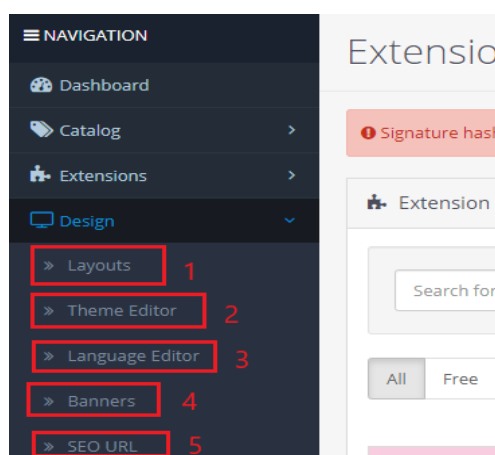 NAVIGATION
Dashboard
Catalog
Extensions
Design
» Layouts 1
» Theme Editor 2
» Language Editor 3
» Banners 4
» SEO URL 5
Extensio
Signature hash
Extension
Search for
All Free